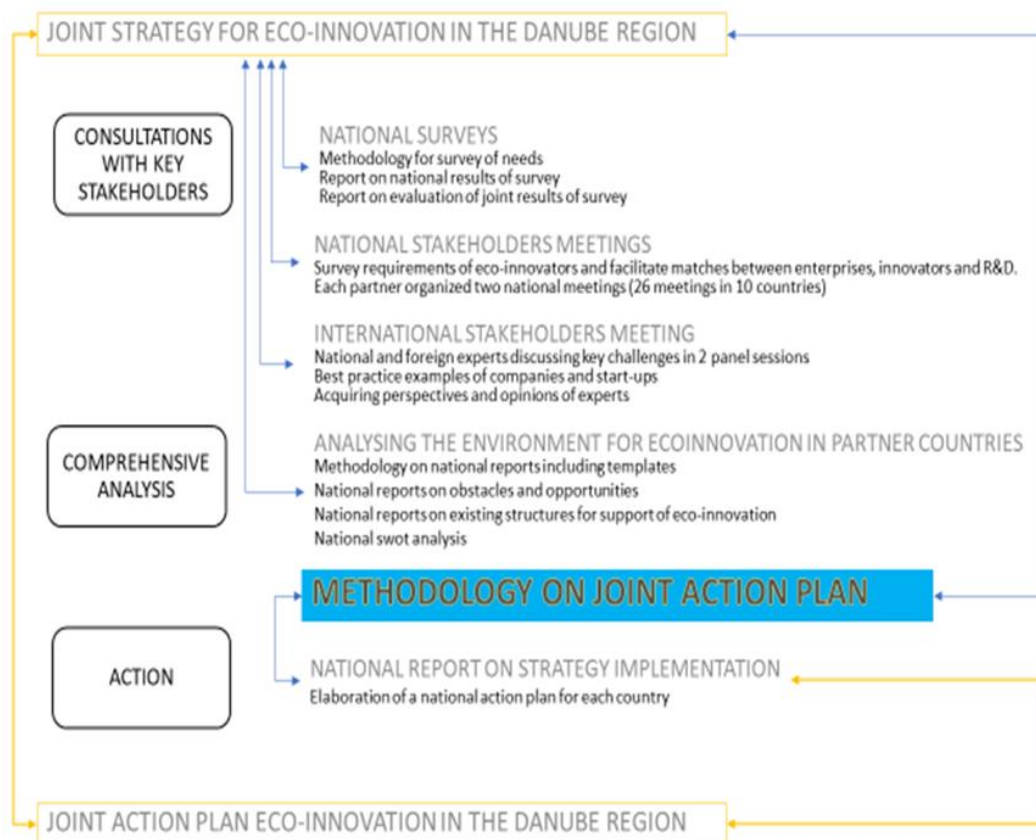 JOINT STRATEGY FOR ECO-INNOVATION IN THE DANUBE REGION
CONSULTATIONS
WITH KEY
STAKEHOLDERS
NATIONAL SURVEYS
Methodology for survey of needs
Report on national results of survey
Report on evaluation of joint results of survey
NATIONAL STAKEHOLDERS MEETINGS
Survey requirements of eco-innovators and facilitate matches between enterprises, innovators and R&D.
Each partner organized two national meetings (26 meetings in 10 countries)
INTERNATIONAL STAKEHOLDERS MEETING
National and foreign experts discussing key challenges in 2 panel sessions
Best practice examples of companies and start-ups
Acquiring perspectives and opinions of experts
COMPREHENSIVE
ANALYSIS
ANALYSING THE ENVIRONMENT FOR ECOINNOVATION IN PARTNER COUNTRIES
Methodology on national reports including templates
National reports on obstacles and opportunities
National reports on existing structures for support of eco-innovation
National swot analysis
METHODOLOGY ON JOINT ACTION PLAN
ACTION
NATIONAL REPORT ON STRATEGY IMPLEMENTATION
Elaboration of a national action plan for each country
JOINT ACTION PLAN ECO-INNOVATION IN THE DANUBE REGION